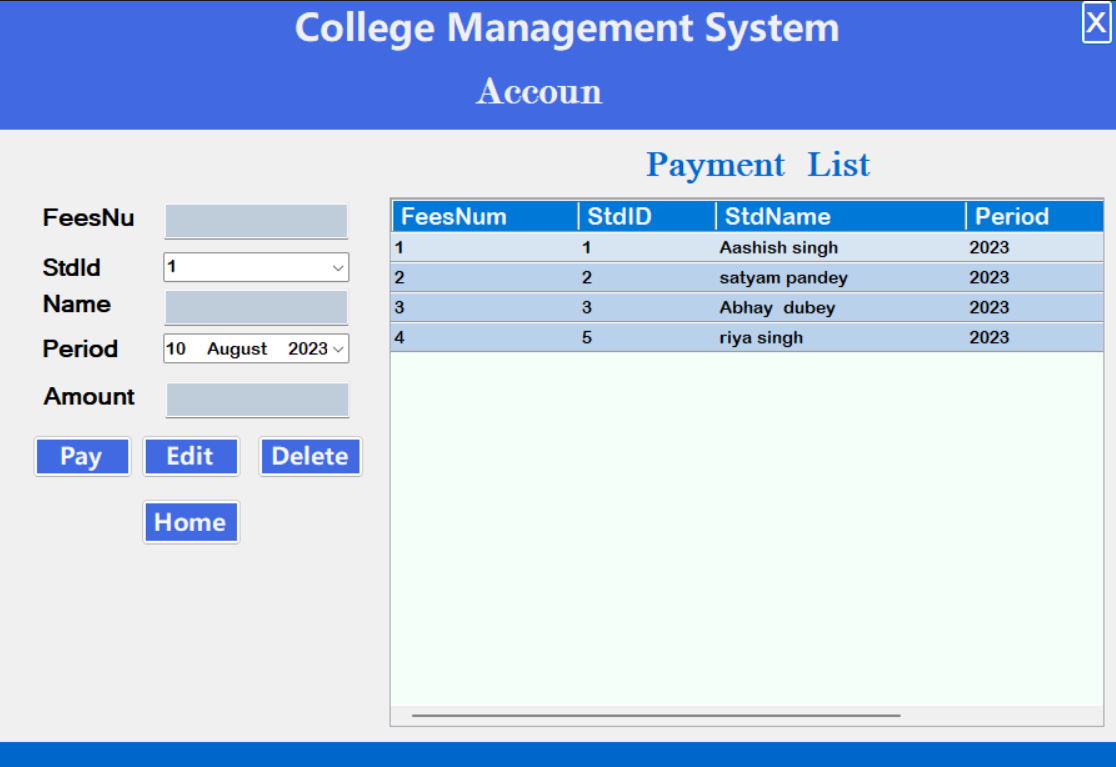 College Management System
X
Accoun
Payment List
FeesNu
StdId
1
Name
Period
10 August 2023
Amount
Pay Edit Delete
Home
FeesNum StdID StdName Period
1 1 Aashish singh 2023
2 2 satyam pandey 2023
3 3 Abhay dubey 2023
4 5 riya singh 2023